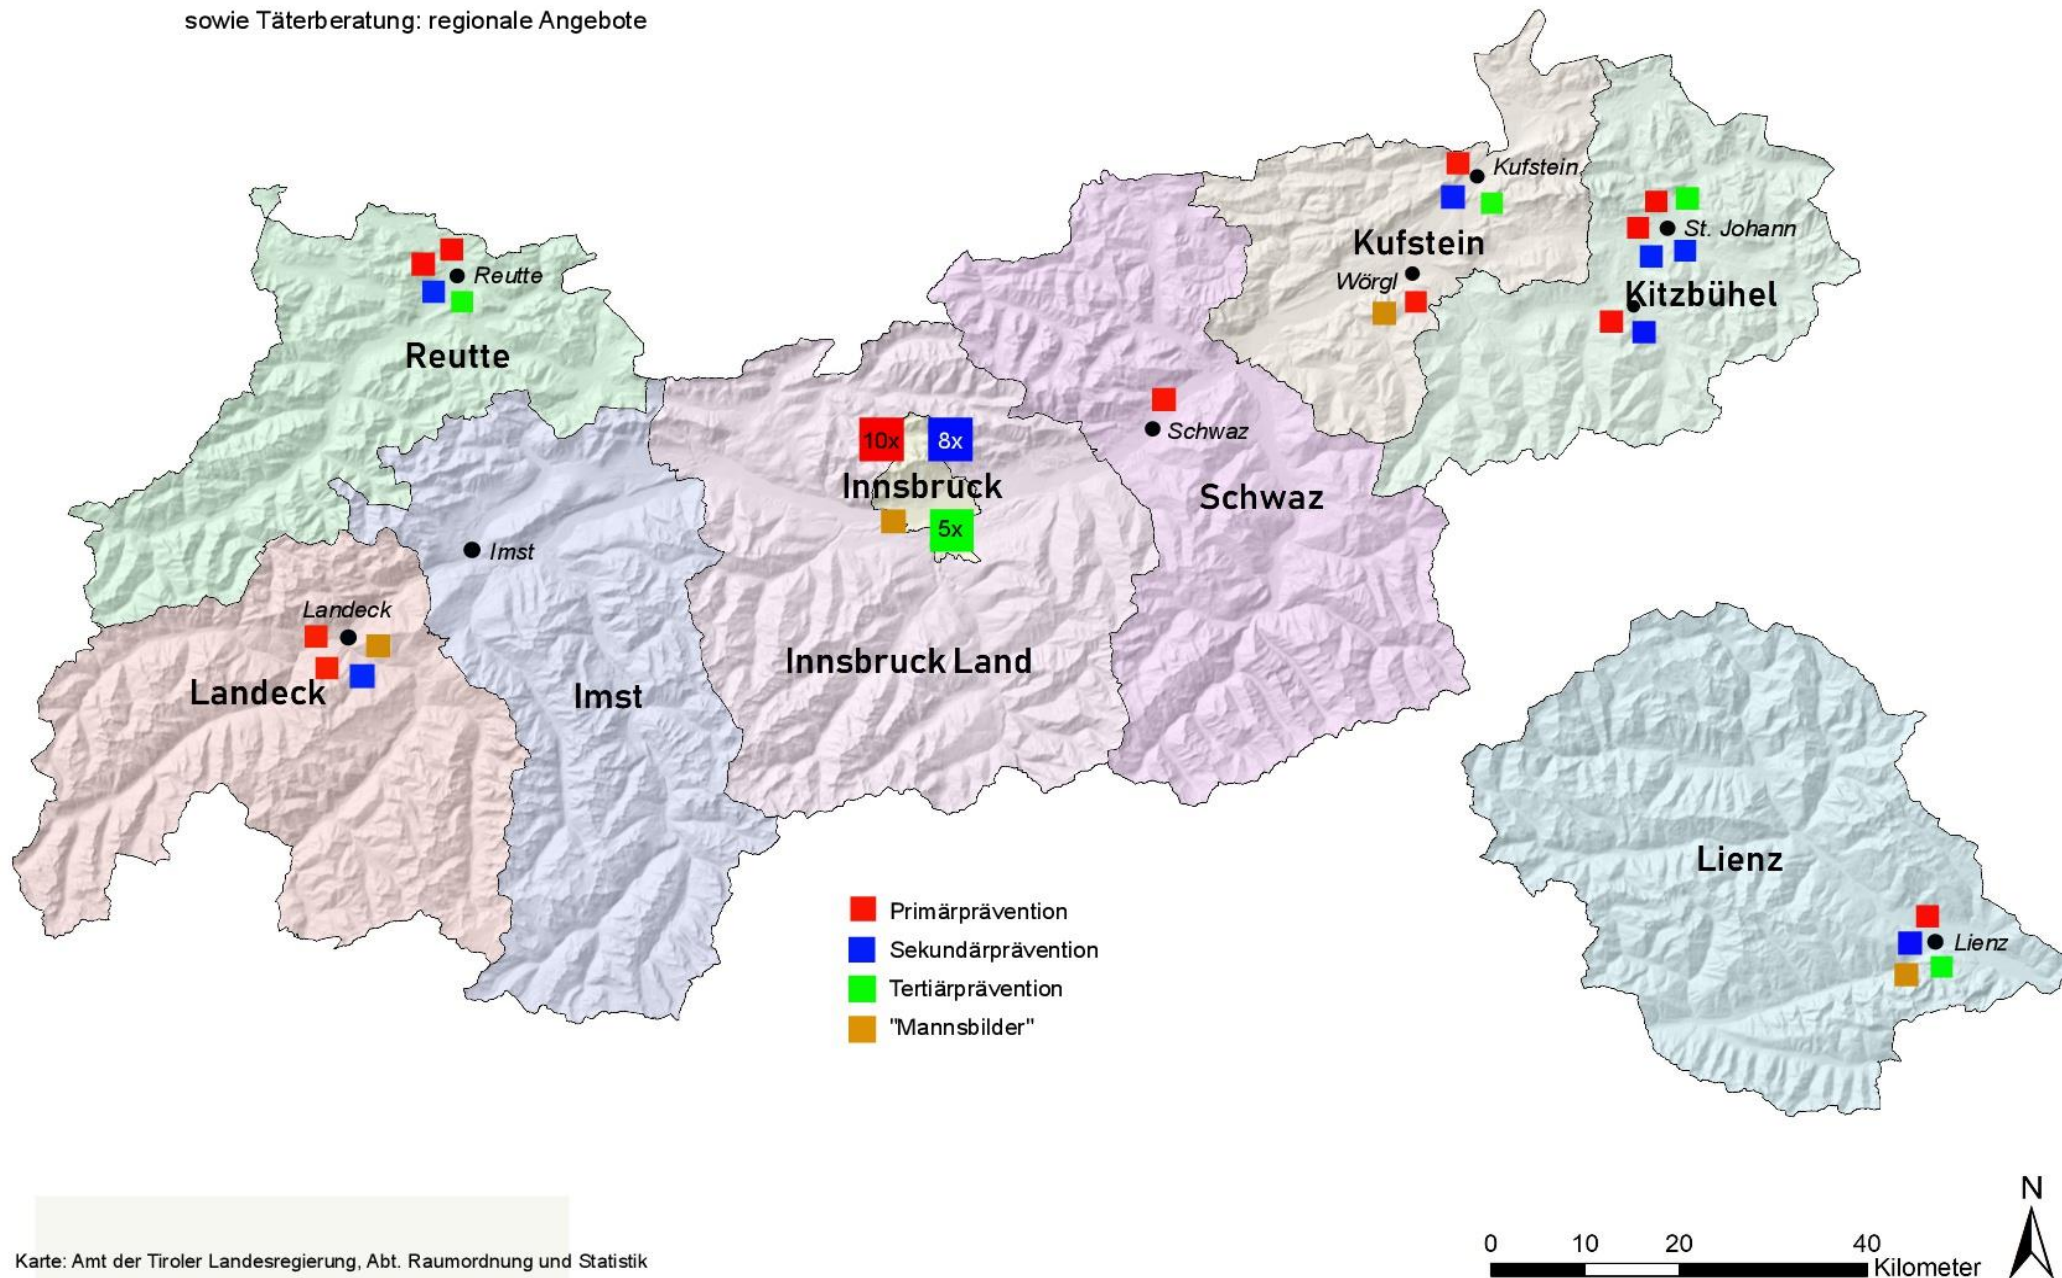 sowie Täterberatung: regionale Angebote
Kufstein
Kufstein
St. Johann
Wörgl
Kitzbühel
Reutte
Reutte
10x
8x
Schwaz
Innsbruck
Schwaz
5x
Imst
Landeck
Landeck
Imst
Innsbruck Land
Lienz
Lienz
Primärprävention
Sekundärprävention
Tertiärprävention
"Mannsbilder"
N
0 10 20 40
Kilometer
Karte: Amt der Tiroler Landesregierung, Abt. Raumordnung und Statistik